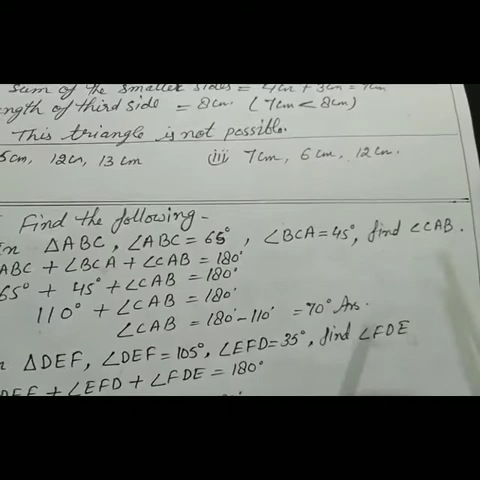 sum of the smaller sides = 4cm + 3cm = 7cm
ength of third side = 8cm. (7cm < 8cm)
This triangle is not possible.
5cm, 12cm, 13cm (iii) 7cm, 6cm, 12cm.
Find the following -
In ΔABC, ∠ABC = 65°, ∠BCA = 45°, find ∠CAB.
ABC + ∠BCA + ∠CAB = 180°
65° + 45° + ∠CAB = 180°
110° + ∠CAB = 180°
∠CAB = 180° - 110° = 70° Ans.
n ΔDEF, ∠DEF = 105°, ∠EFD = 35°, find ∠FDE
DEF + ∠EFD + ∠FDE = 180°